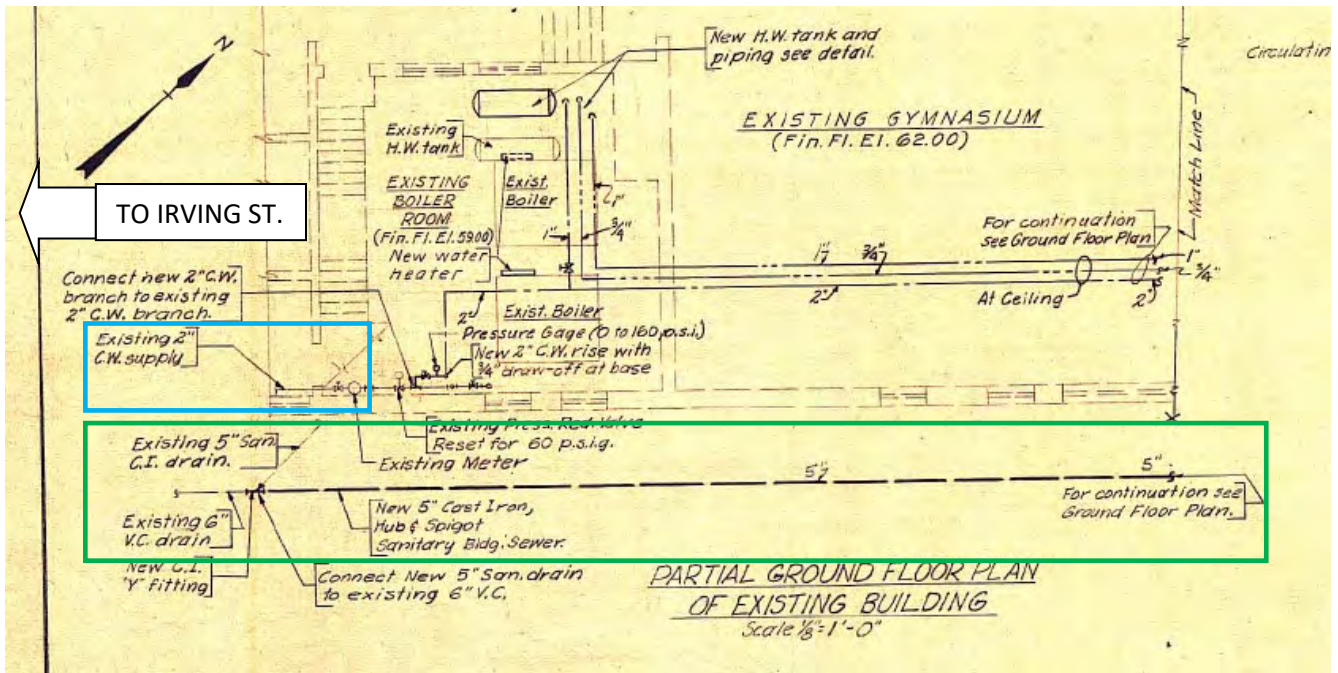 New H.W. tank and
piping see detail.
Circulatin
N
EXISTING GYMNASIUM
(Fin. Fl. El. 62.00)
Existing
H.W. tank
EXISTING
BOILER
ROOM
(Fin. Fl. El. 59.00)
Exist.
Boiler
Match Line
TO IRVING ST.
1"
1"
3/4"
New water
heater
For continuation
see Ground Floor Plan
1"
3/4"
1"
3/4"
2"
2"
2"
At Ceiling
Connect new 2" C.W.
branch to existing
2" C.W. branch.
Exist. Boiler
Pressure Gage (0 to 160 p.s.i.)
New 2" C.W. rise with
3/4" draw-off at base
Existing 2"
C.W. supply
Existing Press. Red. Valve
Reset for 60 p.s.i.g.
Existing Meter
Existing 5" San.
C.I. drain.
5"
5"
For continuation see
Ground Floor Plan.
Existing 6"
V.C. drain
New 5" Cast Iron,
Hub & Spigot
Sanitary Bldg. Sewer.
New C.I.
'Y' fitting
Connect New 5" San. drain
to existing 6" V.C.
PARTIAL GROUND FLOOR PLAN
OF EXISTING BUILDING
Scale 1/8"=1'-0"